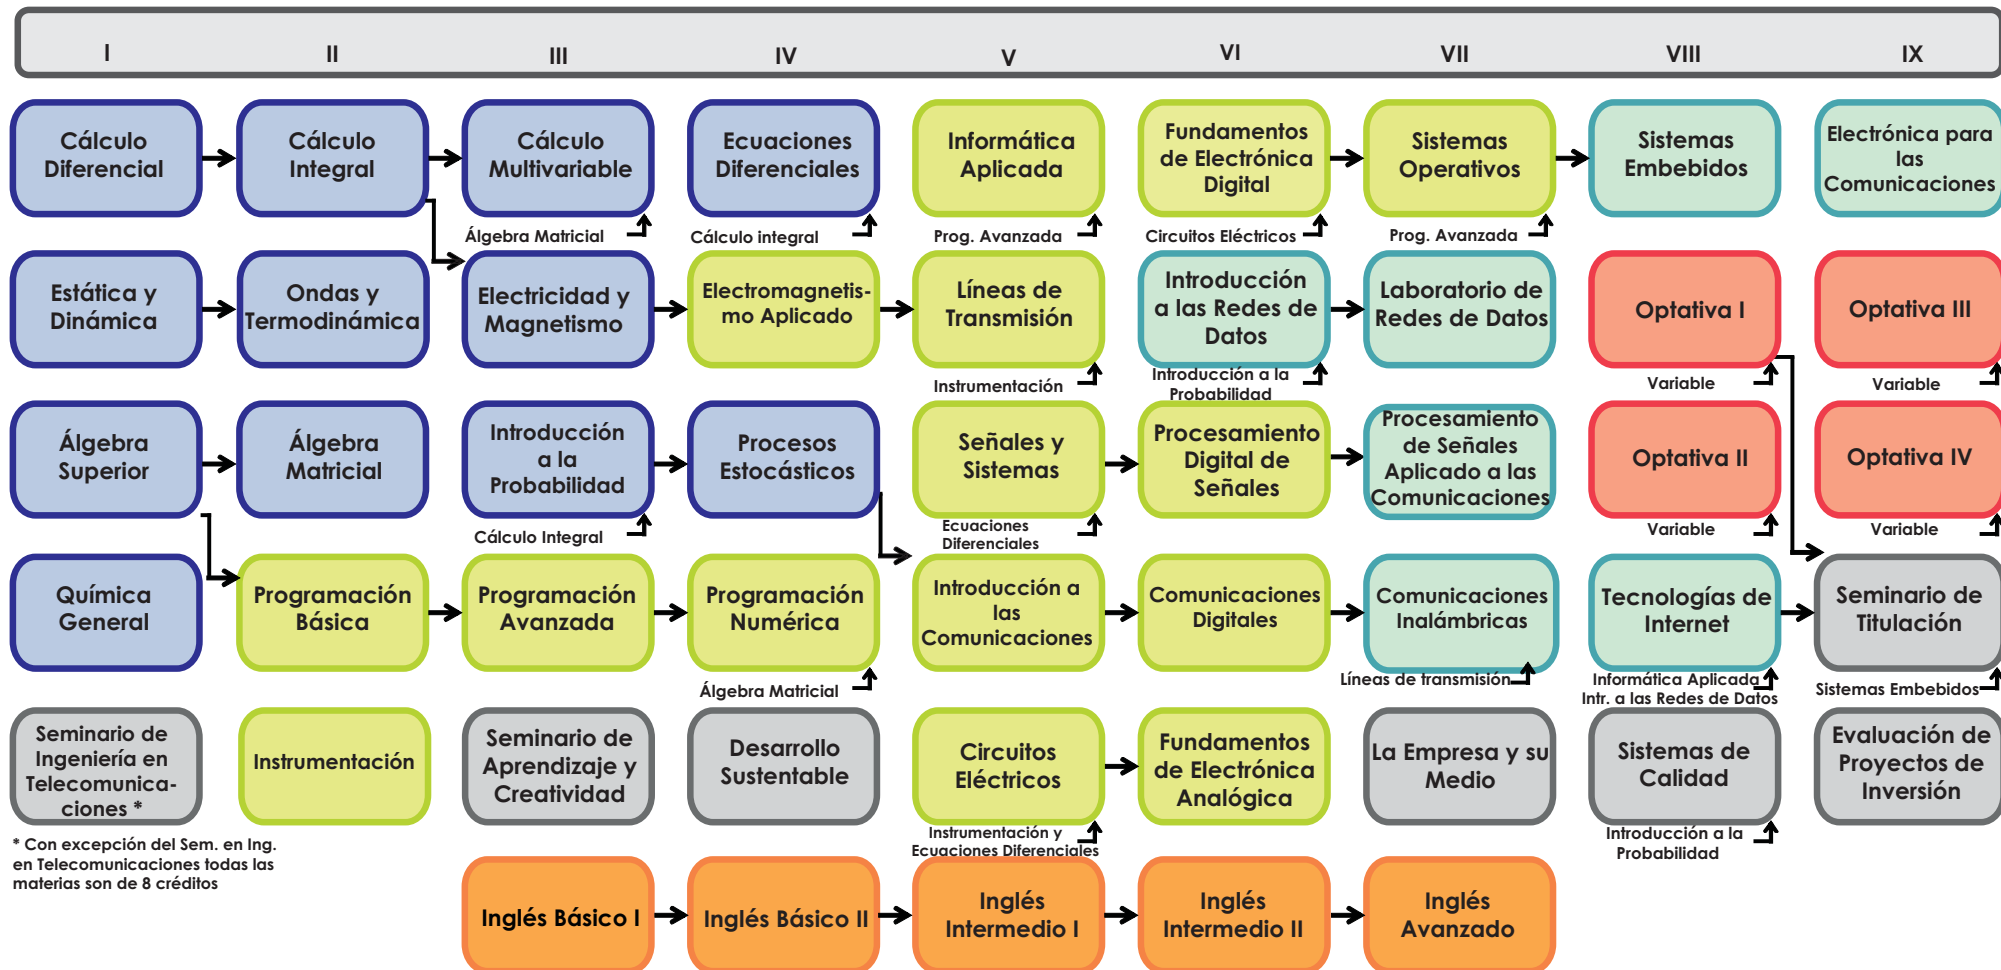 I II III IV V VI VII VIII IX
Cálculo
Diferencial
Cálculo
Integral
Cálculo
Multivariable
Ecuaciones
Diferenciales
Informática
Aplicada
Fundamentos
de Electrónica
Digital
Sistemas
Operativos
Sistemas
Embebidos
Electrónica para
las
Comunicaciones
Álgebra Matricial
Cálculo integral
Prog. Avanzada
Circuitos Eléctricos
Prog. Avanzada
Estática y
Dinámica
Ondas y
Termodinámica
Electricidad y
Magnetismo
Electromagnetis-
mo Aplicado
Líneas de
Transmisión
Introducción
a las Redes de
Datos
Laboratorio de
Redes de Datos
Optativa I
Optativa III
Instrumentación
Introducción a la
Probabilidad
Variable
Variable
Álgebra
Superior
Álgebra
Matricial
Introducción
a la
Probabilidad
Procesos
Estocásticos
Señales y
Sistemas
Procesamiento
Digital de
Señales
Procesamiento
de Señales
Aplicado a las
Comunicaciones
Optativa II
Optativa IV
Cálculo Integral
Ecuaciones
Diferenciales
Variable
Variable
Química
General
Programación
Básica
Programación
Avanzada
Programación
Numérica
Introducción a
las
Comunicaciones
Comunicaciones
Digitales
Comunicaciones
Inalámbricas
Tecnologías de
Internet
Seminario de
Titulación
Álgebra Matricial
Líneas de transmisión
Informática Aplicada
Intr. a las Redes de Datos
Sistemas Embebidos
Seminario de
Ingeniería en
Telecomunica-
ciones *
Instrumentación
Seminario de
Aprendizaje y
Creatividad
Desarrollo
Sustentable
Circuitos
Eléctricos
Fundamentos
de Electrónica
Analógica
La Empresa y su
Medio
Sistemas de
Calidad
Evaluación de
Proyectos de
Inversión
Instrumentación y
Ecuaciones Diferenciales
Introducción a la
Probabilidad
* Con excepción del Sem. en Ing.
en Telecomunicaciones todas las
materias son de 8 créditos
Inglés Básico I
Inglés Básico II
Inglés
Intermedio I
Inglés
Intermedio II
Inglés
Avanzado